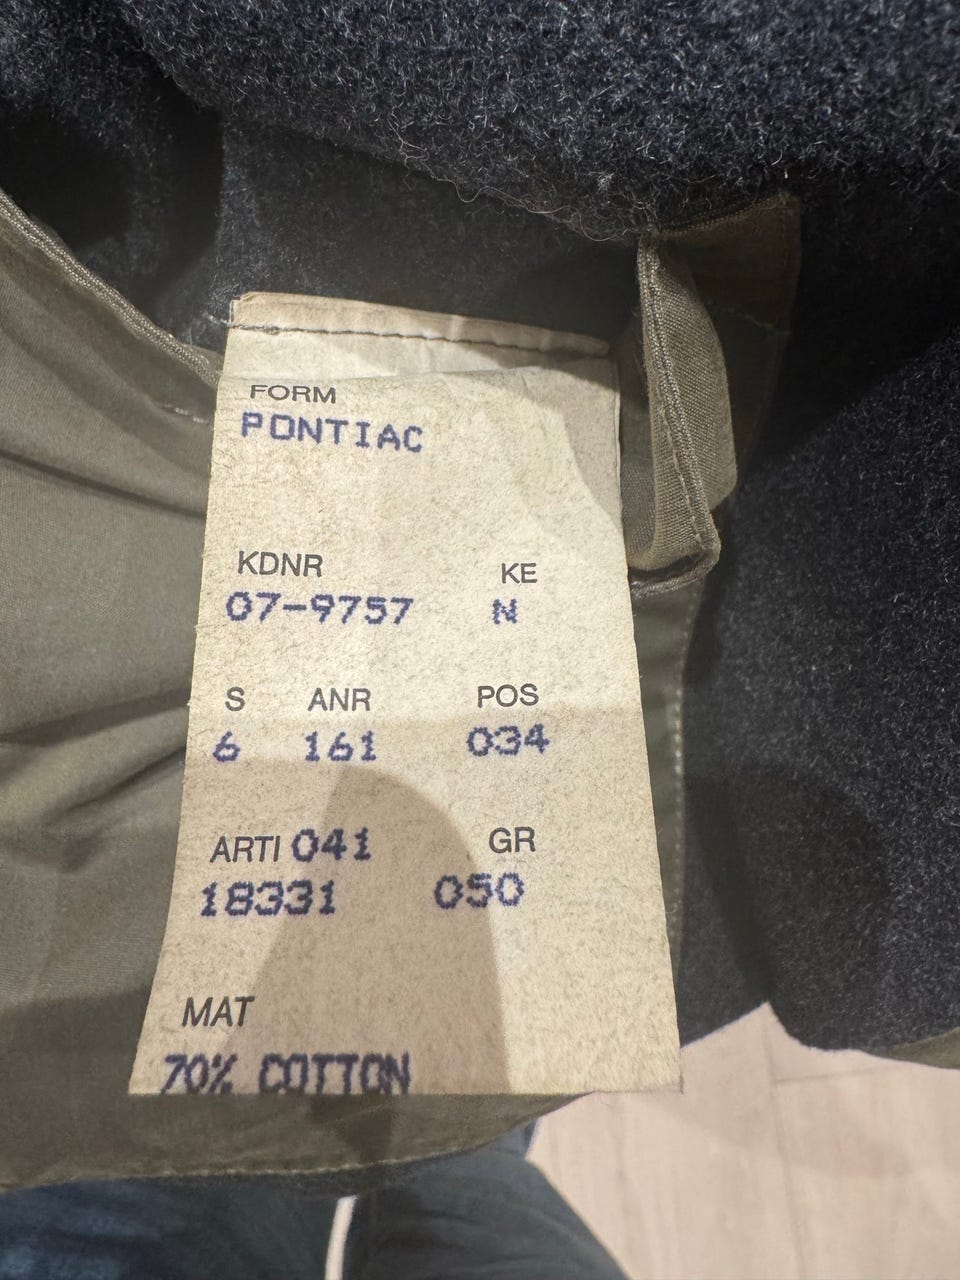 FORM
PONTIAC
KDNR KE
07-9757 N
S ANR POS
6 161 034
ARTI 041 GR
18331 050
MAT
70% COTTON